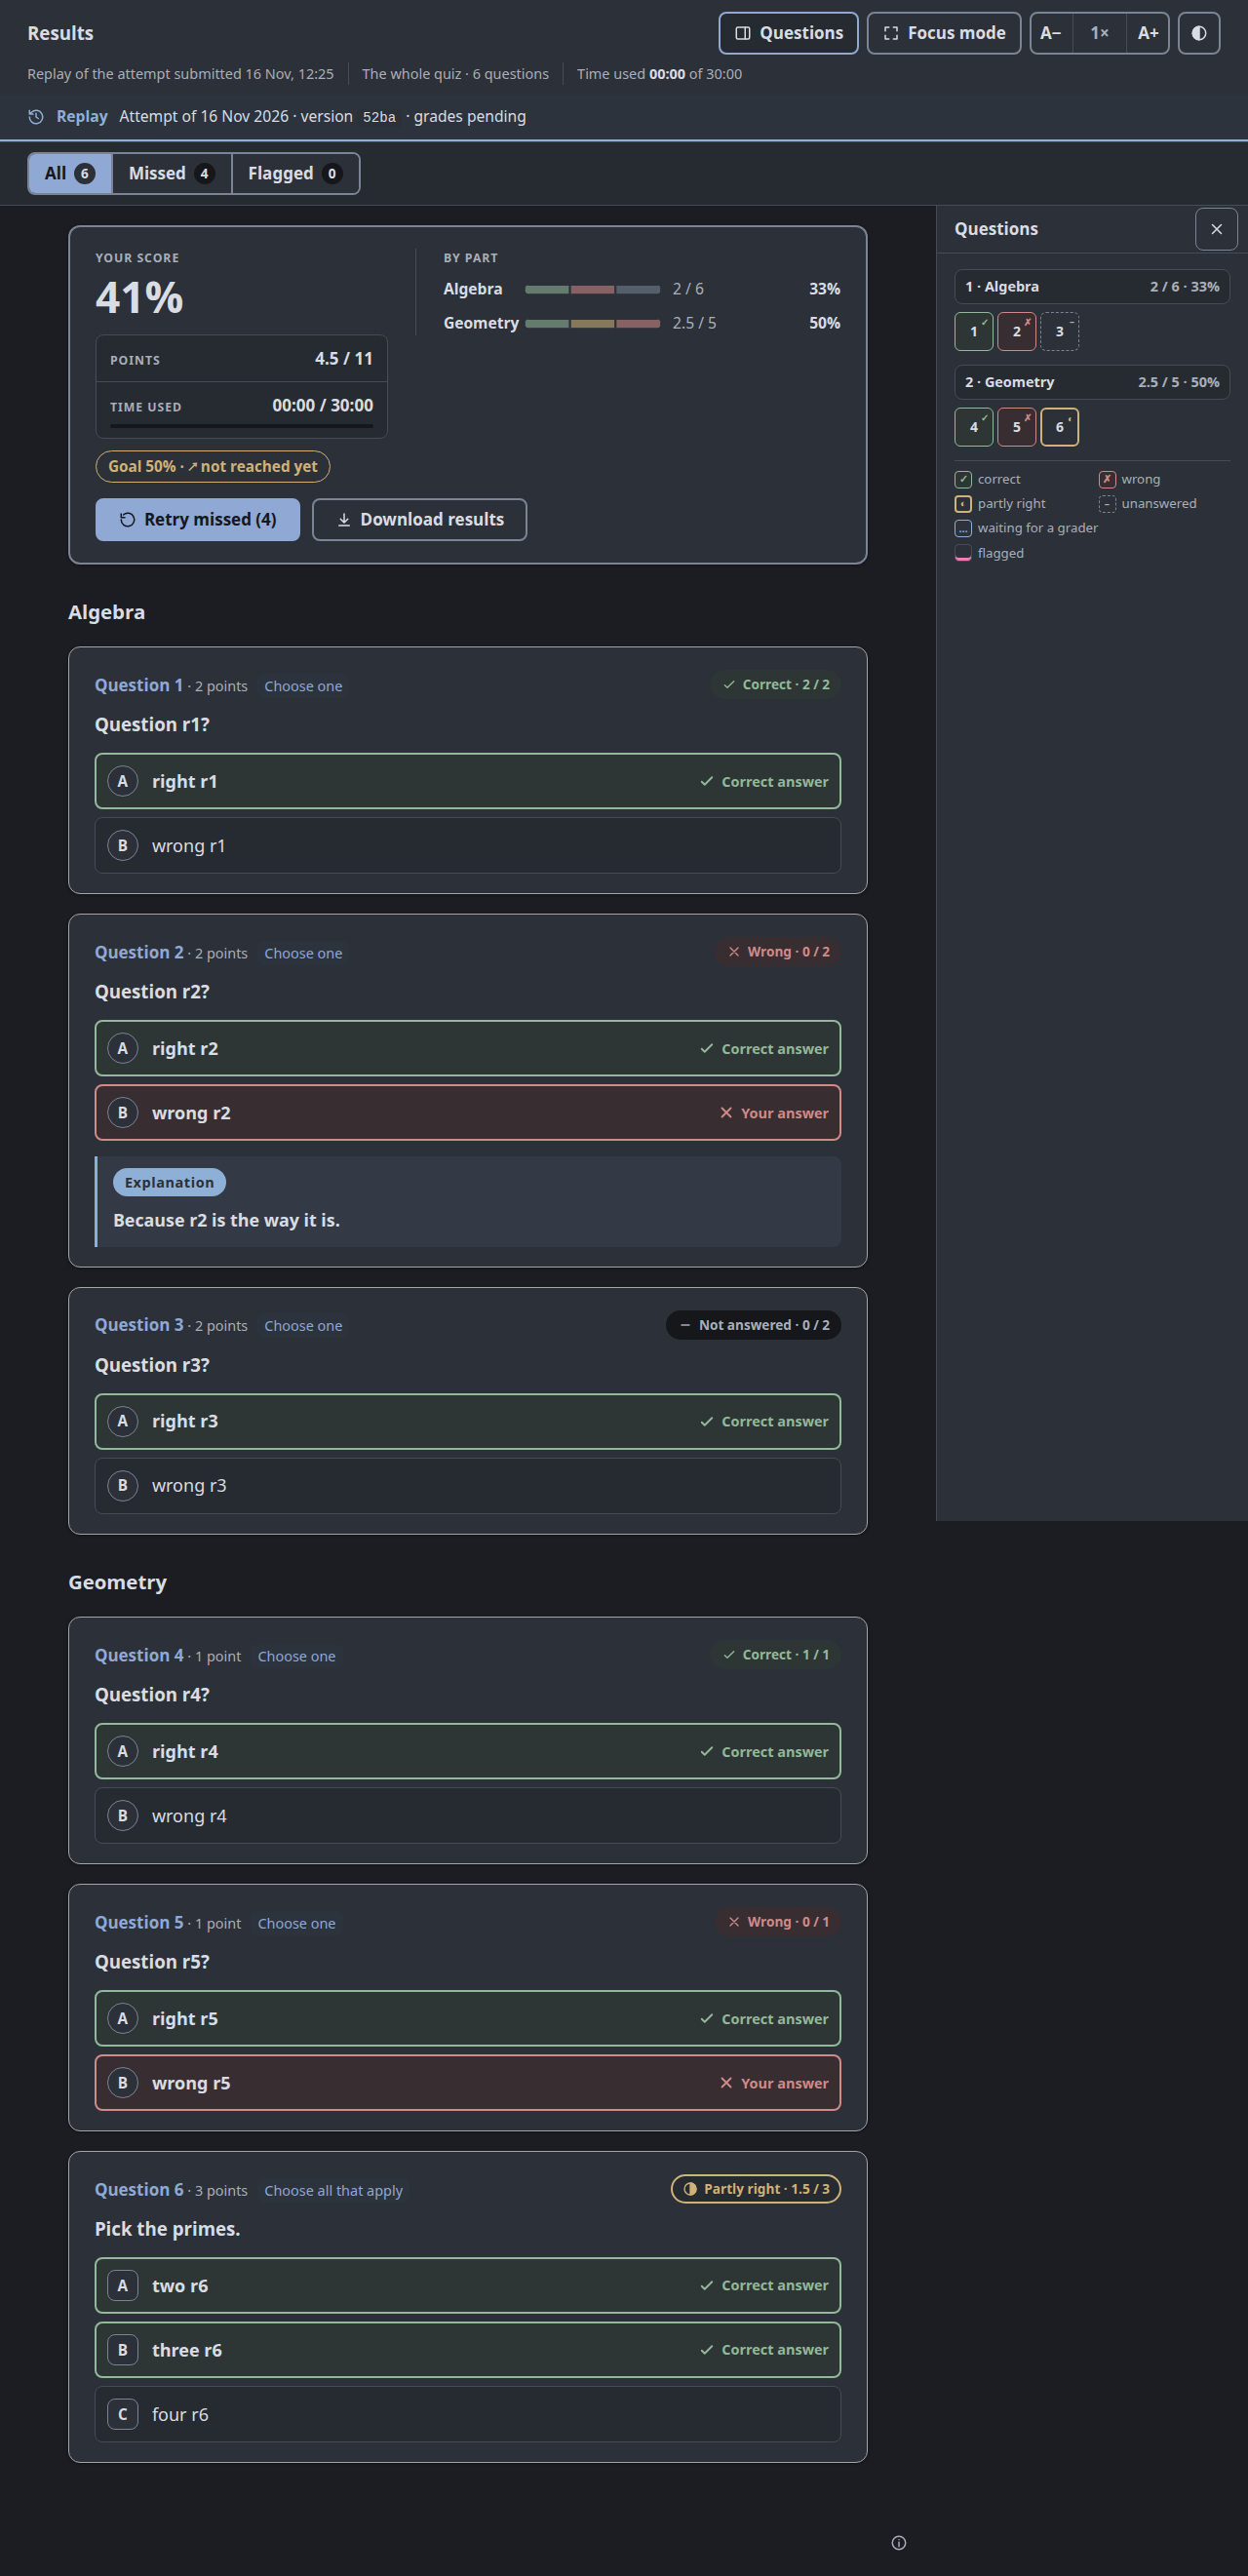 Results
Questions
Focus mode
A−
1×
A+
Replay of the attempt submitted 16 Nov, 12:25
The whole quiz · 6 questions
Time used 00:00 of 30:00
Replay Attempt of 16 Nov 2026 · version 52ba · grades pending
All 6
Missed 4
Flagged 0
YOUR SCORE
41%
POINTS 4.5 / 11
TIME USED 00:00 / 30:00
Goal 50% · ↗ not reached yet
Retry missed (4)
Download results
BY PART
Algebra 2 / 6 33%
Geometry 2.5 / 5 50%
Questions
1 · Algebra 2 / 6 · 33%
1 ✓
2 ✗
3 –
2 · Geometry 2.5 / 5 · 50%
4 ✓
5 ✗
6
✓ correct
✗ wrong
partly right
– unanswered
… waiting for a grader
flagged
Algebra
Question 1 · 2 points Choose one
Correct · 2 / 2
Question r1?
A right r1 Correct answer
B wrong r1
Question 2 · 2 points Choose one
Wrong · 0 / 2
Question r2?
A right r2 Correct answer
B wrong r2 Your answer
Explanation
Because r2 is the way it is.
Question 3 · 2 points Choose one
Not answered · 0 / 2
Question r3?
A right r3 Correct answer
B wrong r3
Geometry
Question 4 · 1 point Choose one
Correct · 1 / 1
Question r4?
A right r4 Correct answer
B wrong r4
Question 5 · 1 point Choose one
Wrong · 0 / 1
Question r5?
A right r5 Correct answer
B wrong r5 Your answer
Question 6 · 3 points Choose all that apply
Partly right · 1.5 / 3
Pick the primes.
A two r6 Correct answer
B three r6 Correct answer
C four r6